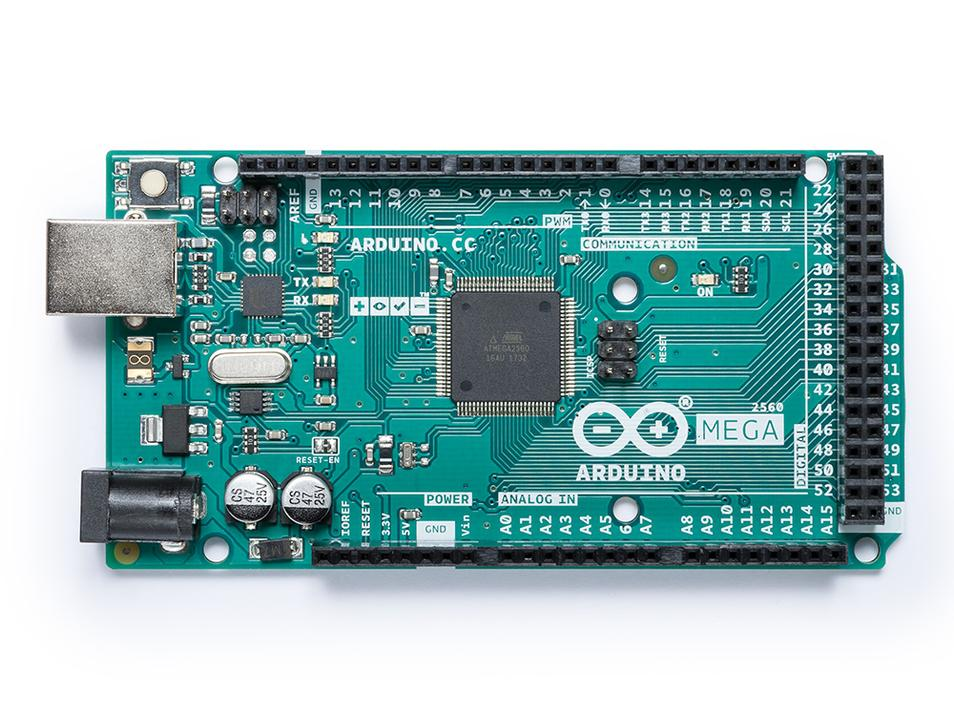 AREF
GND
13
12
11
10
9
8
7
6
5
4
3
2
1
0
TX0→
RX0←
TX3 14
RX3 15
TX2 16
RX2 17
TX1 18
RX1 19
SDA 20
SCL 21
5V
PWM
COMMUNICATION
ARDUINO.CC
TX
RX
ON
ICSP
RESET
ATMEGA2560
16AU 1732
22
24
26
28
30 31
32 33
34 35
36 37
38 39
40 41
42 43
44 45
46 47
48 49
50 51
52 53
GND
DIGITAL
2560
MEGA
®
ARDUINO
RESET-EN
CS
47
25V
CS
47
25V
POWER
ANALOG IN
IOREF
RESET
3.3V
5V
GND
Vin
A0
A1
A2
A3
A4
A5
6
A7
A8
A9
A10
A11
A12
A13
A14
A15